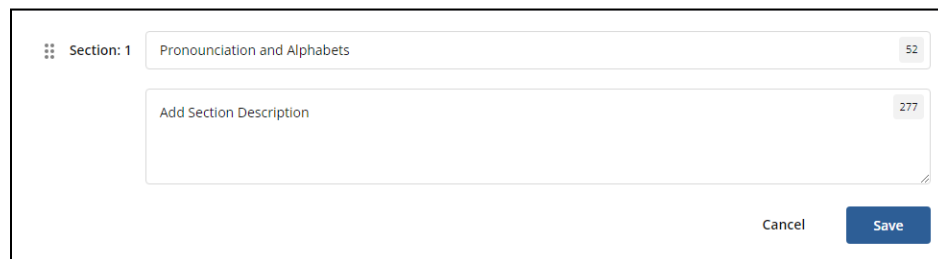 Section: 1 Pronounciation and Alphabets 52
Add Section Description 277
Cancel Save